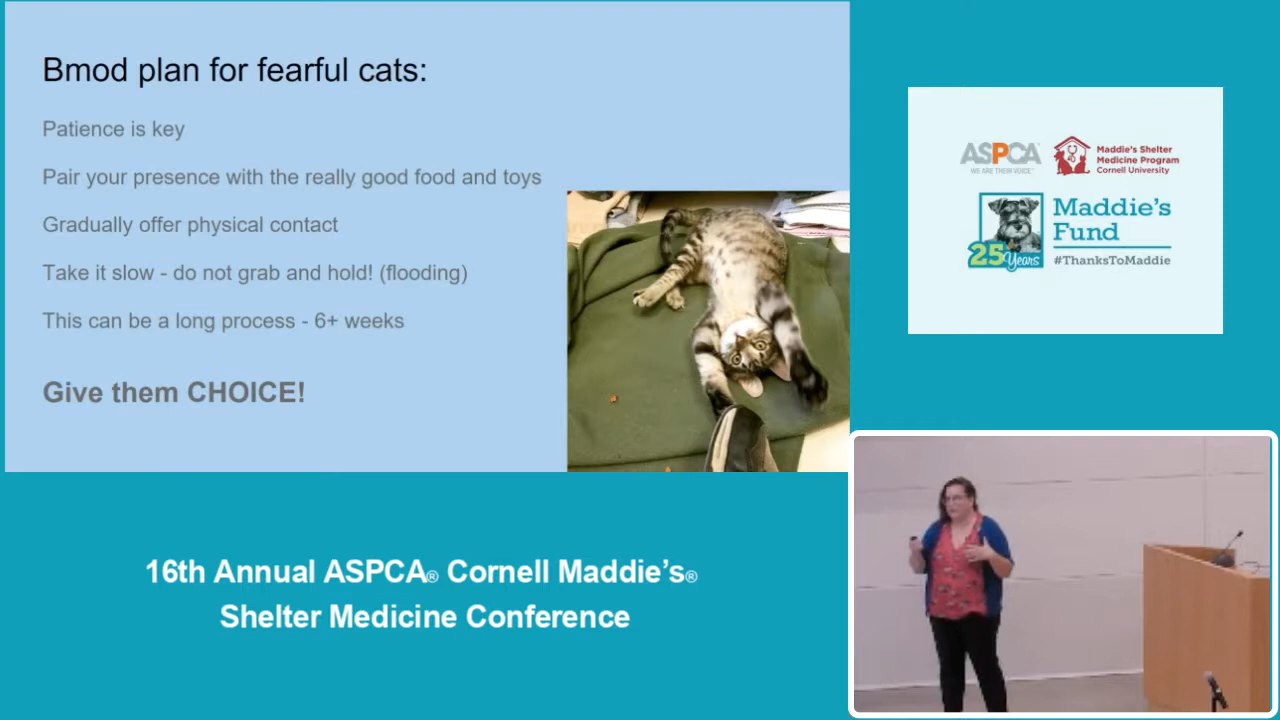 Bmod plan for fearful cats:
Patience is key
Pair your presence with the really good food and toys
Gradually offer physical contact
Take it slow - do not grab and hold! (flooding)
This can be a long process - 6+ weeks
Give them CHOICE!
ASPCA
WE ARE THEIR VOICE®
Maddie's Shelter
Medicine Program
Cornell University
Maddie's
Fund
25 Years
#ThanksToMaddie
16th Annual ASPCA® Cornell Maddie's®
Shelter Medicine Conference